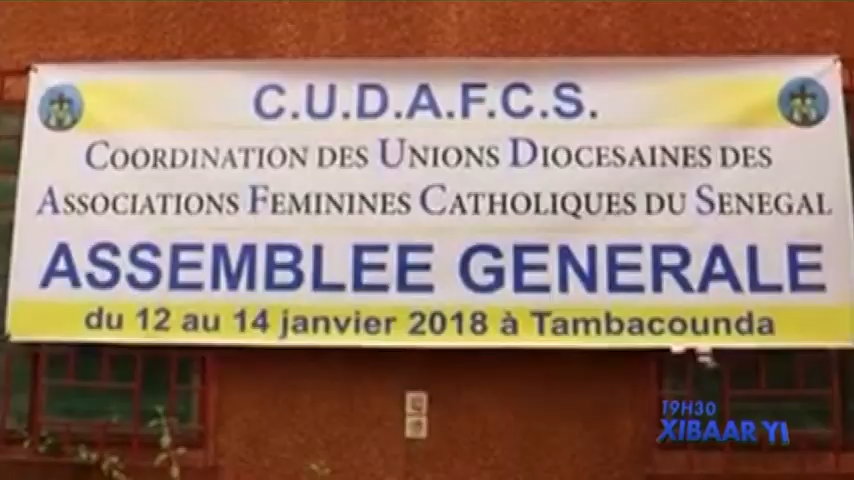 C.U.D.A.F.C.S.
COORDINATION DES UNIONS DIOCESAINES DES
ASSOCIATIONS FEMININES CATHOLIQUES DU SENEGAL
ASSEMBLEE GENERALE
du 12 au 14 janvier 2018 à Tambacounda
19H30
XIBAAR YI